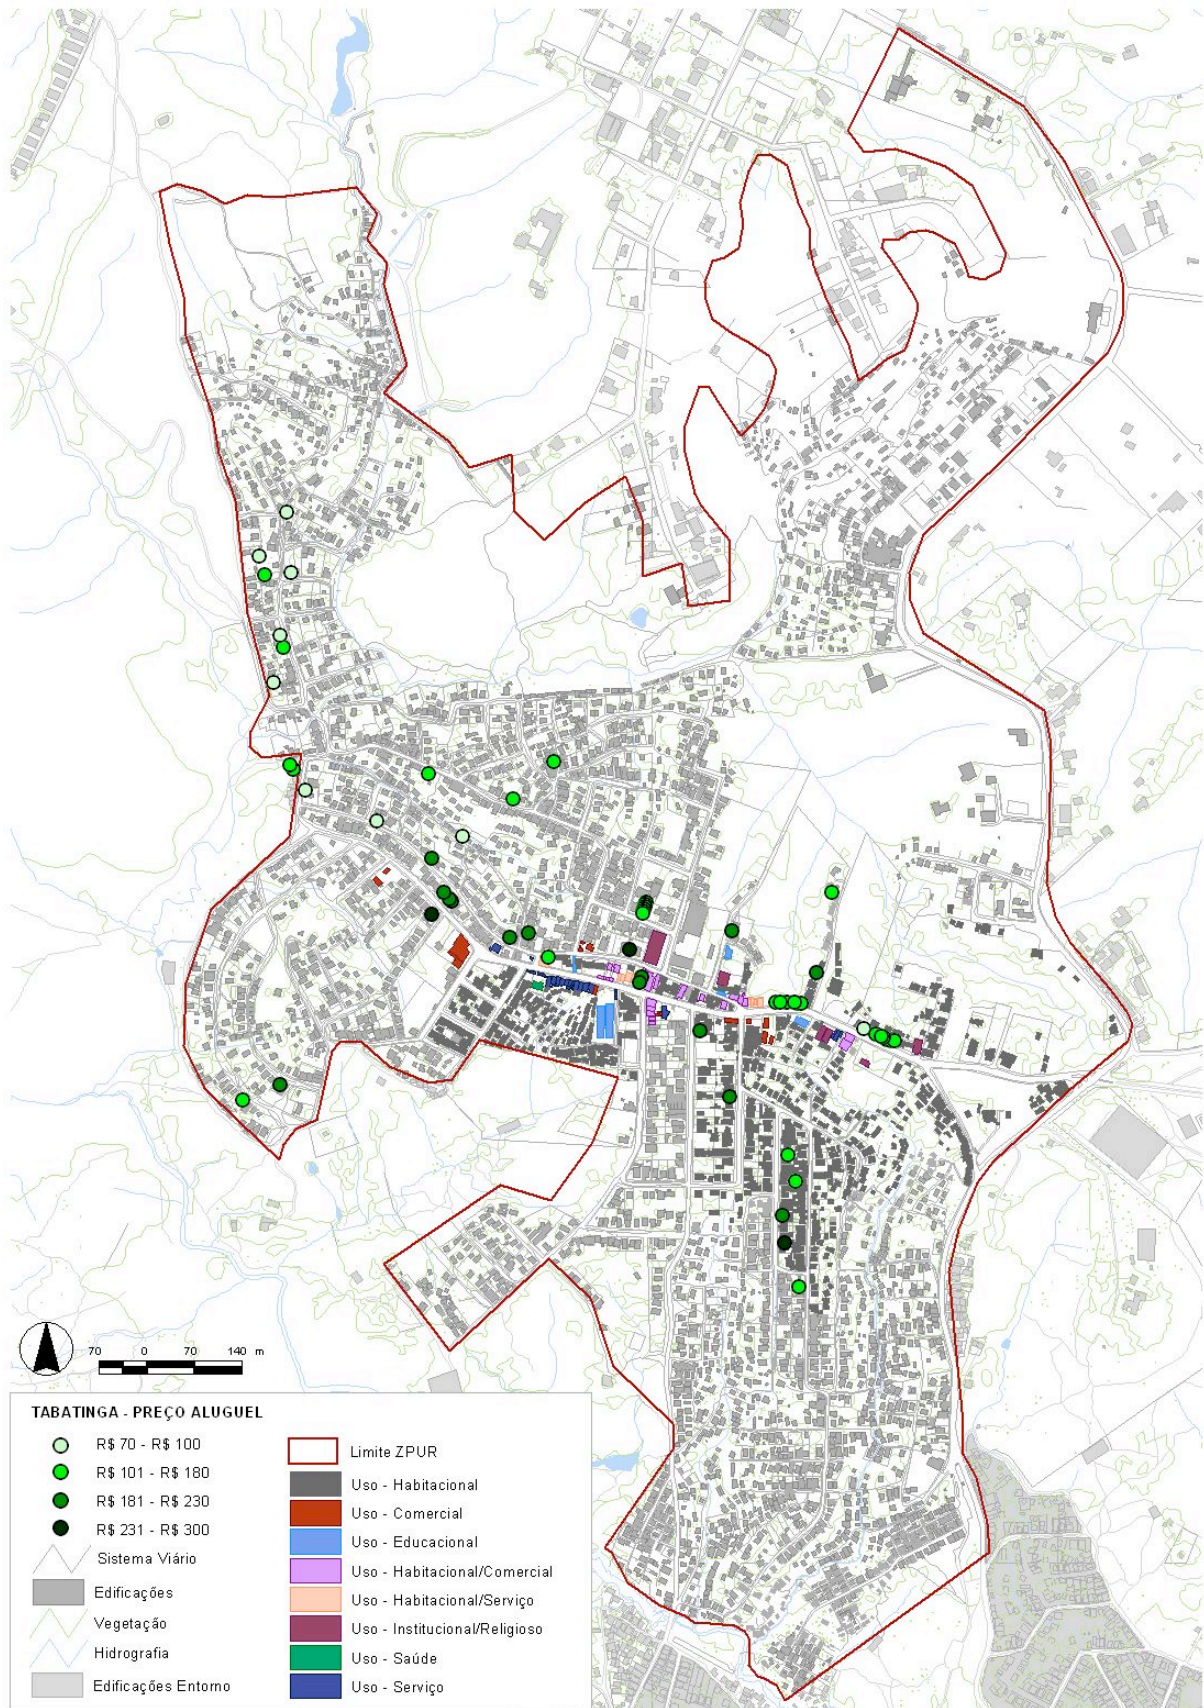 70 0 70 140 m
TABATINGA - PREÇO ALUGUEL
R$ 70 - R$ 100
R$ 101 - R$ 180
R$ 181 - R$ 230
R$ 231 - R$ 300
Sistema Viário
Edificações
Vegetação
Hidrografia
Edificações Entorno
Limite ZPUR
Uso - Habitacional
Uso - Comercial
Uso - Educacional
Uso - Habitacional/Comercial
Uso - Habitacional/Serviço
Uso - Institucional/Religioso
Uso - Saúde
Uso - Serviço